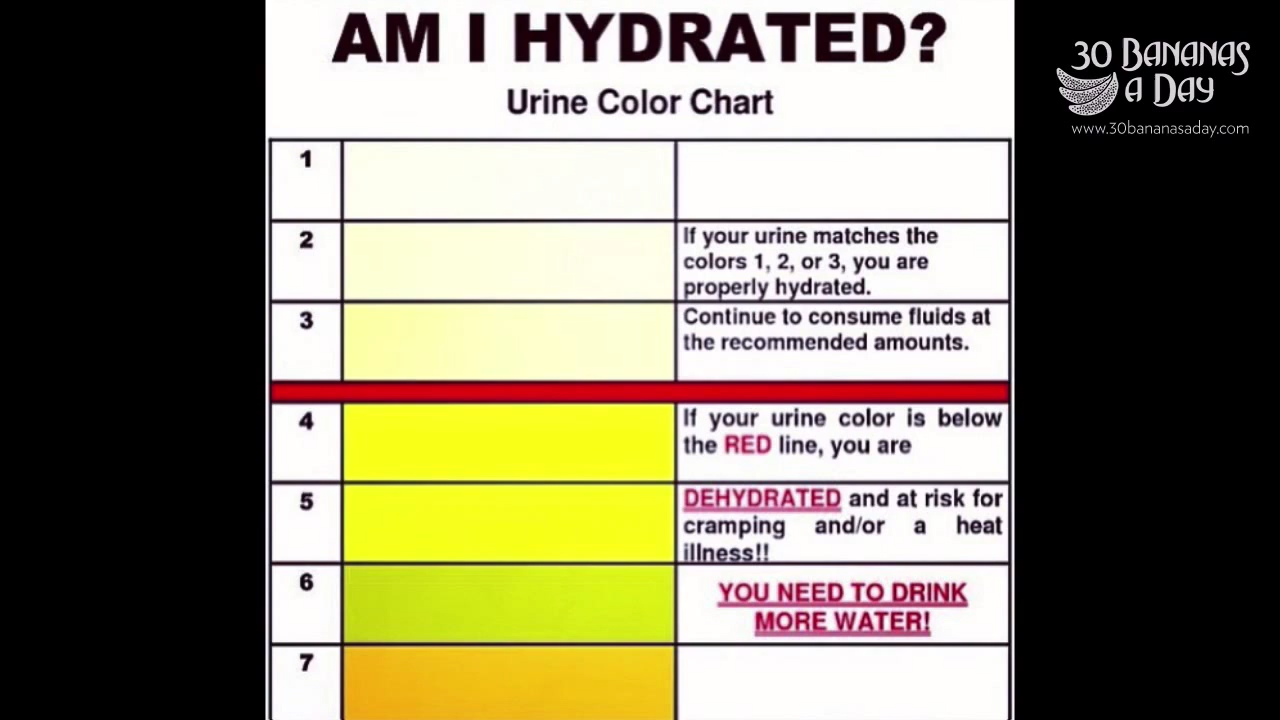 AM I HYDRATED?
Urine Color Chart
30 BANANAS
A DAY
www.30bananasaday.com
1
2
If your urine matches the
colors 1, 2, or 3, you are
properly hydrated.
3
Continue to consume fluids at
the recommended amounts.
4
If your urine color is below
the RED line, you are
5
DEHYDRATED and at risk for
cramping and/or a heat
illness!!
6
YOU NEED TO DRINK
MORE WATER!
7